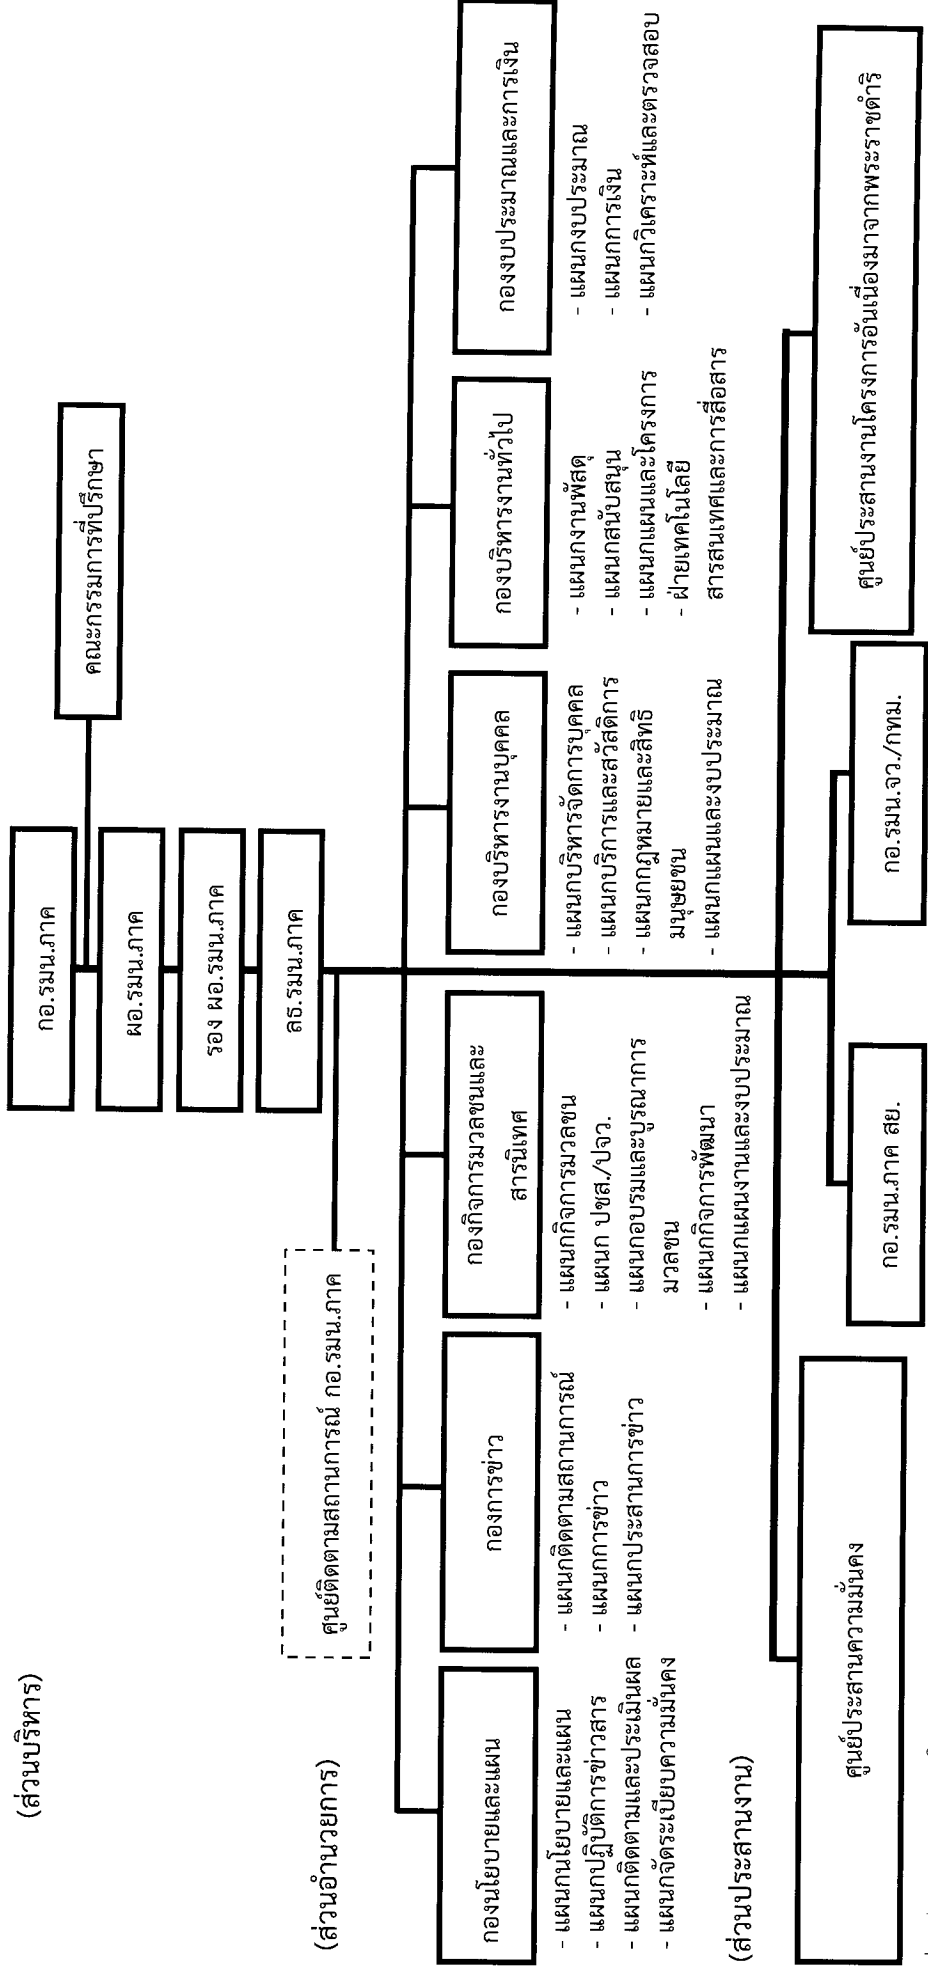 (ส่วนบริหาร)
กอ.รมน.ภาค
คณะกรรมการที่ปรึกษา
ผอ.รมน.ภาค
รอง ผอ.รมน.ภาค
ลธ.รมน.ภาค
(ส่วนอำนวยการ)
ศูนย์ติดตามสถานการณ์ กอ.รมน.ภาค
กองนโยบายและแผน
- แผนกนโยบายและแผน
- แผนกปฏิบัติการข่าวสาร
- แผนกติดตามและประเมินผล
- แผนกจัดระเบียบความมั่นคง
กองการข่าว
- แผนกติดตามสถานการณ์
- แผนกการข่าว
- แผนกประสานการข่าว
กองกิจการมวลชนและ
สารนิเทศ
- แผนกกิจการมวลชน
- แผนก ปชส./ปจว.
- แผนกอบรมและบูรณาการ
มวลชน
- แผนกกิจการพัฒนา
- แผนกแผนงานและงบประมาณ
กองบริหารงานบุคคล
- แผนกบริหารจัดการบุคคล
- แผนกบริการและสวัสดิการ
- แผนกกฎหมายและสิทธิ
มนุษยชน
- แผนกแผนและงบประมาณ
กองบริหารงานทั่วไป
- แผนกงานพัสดุ
- แผนกสนับสนุน
- แผนกแผนและโครงการ
- ฝ่ายเทคโนโลยี
สารสนเทศและการสื่อสาร
กองงบประมาณและการเงิน
- แผนกงบประมาณ
- แผนกการเงิน
- แผนกวิเคราะห์และตรวจสอบ
(ส่วนประสานงาน)
ศูนย์ประสานความมั่นคง
กอ.รมน.ภาค สย.
กอ.รมน.จว./กทม.
ศูนย์ประสานงานโครงการอันเนื่องมาจากพระราชดำริ